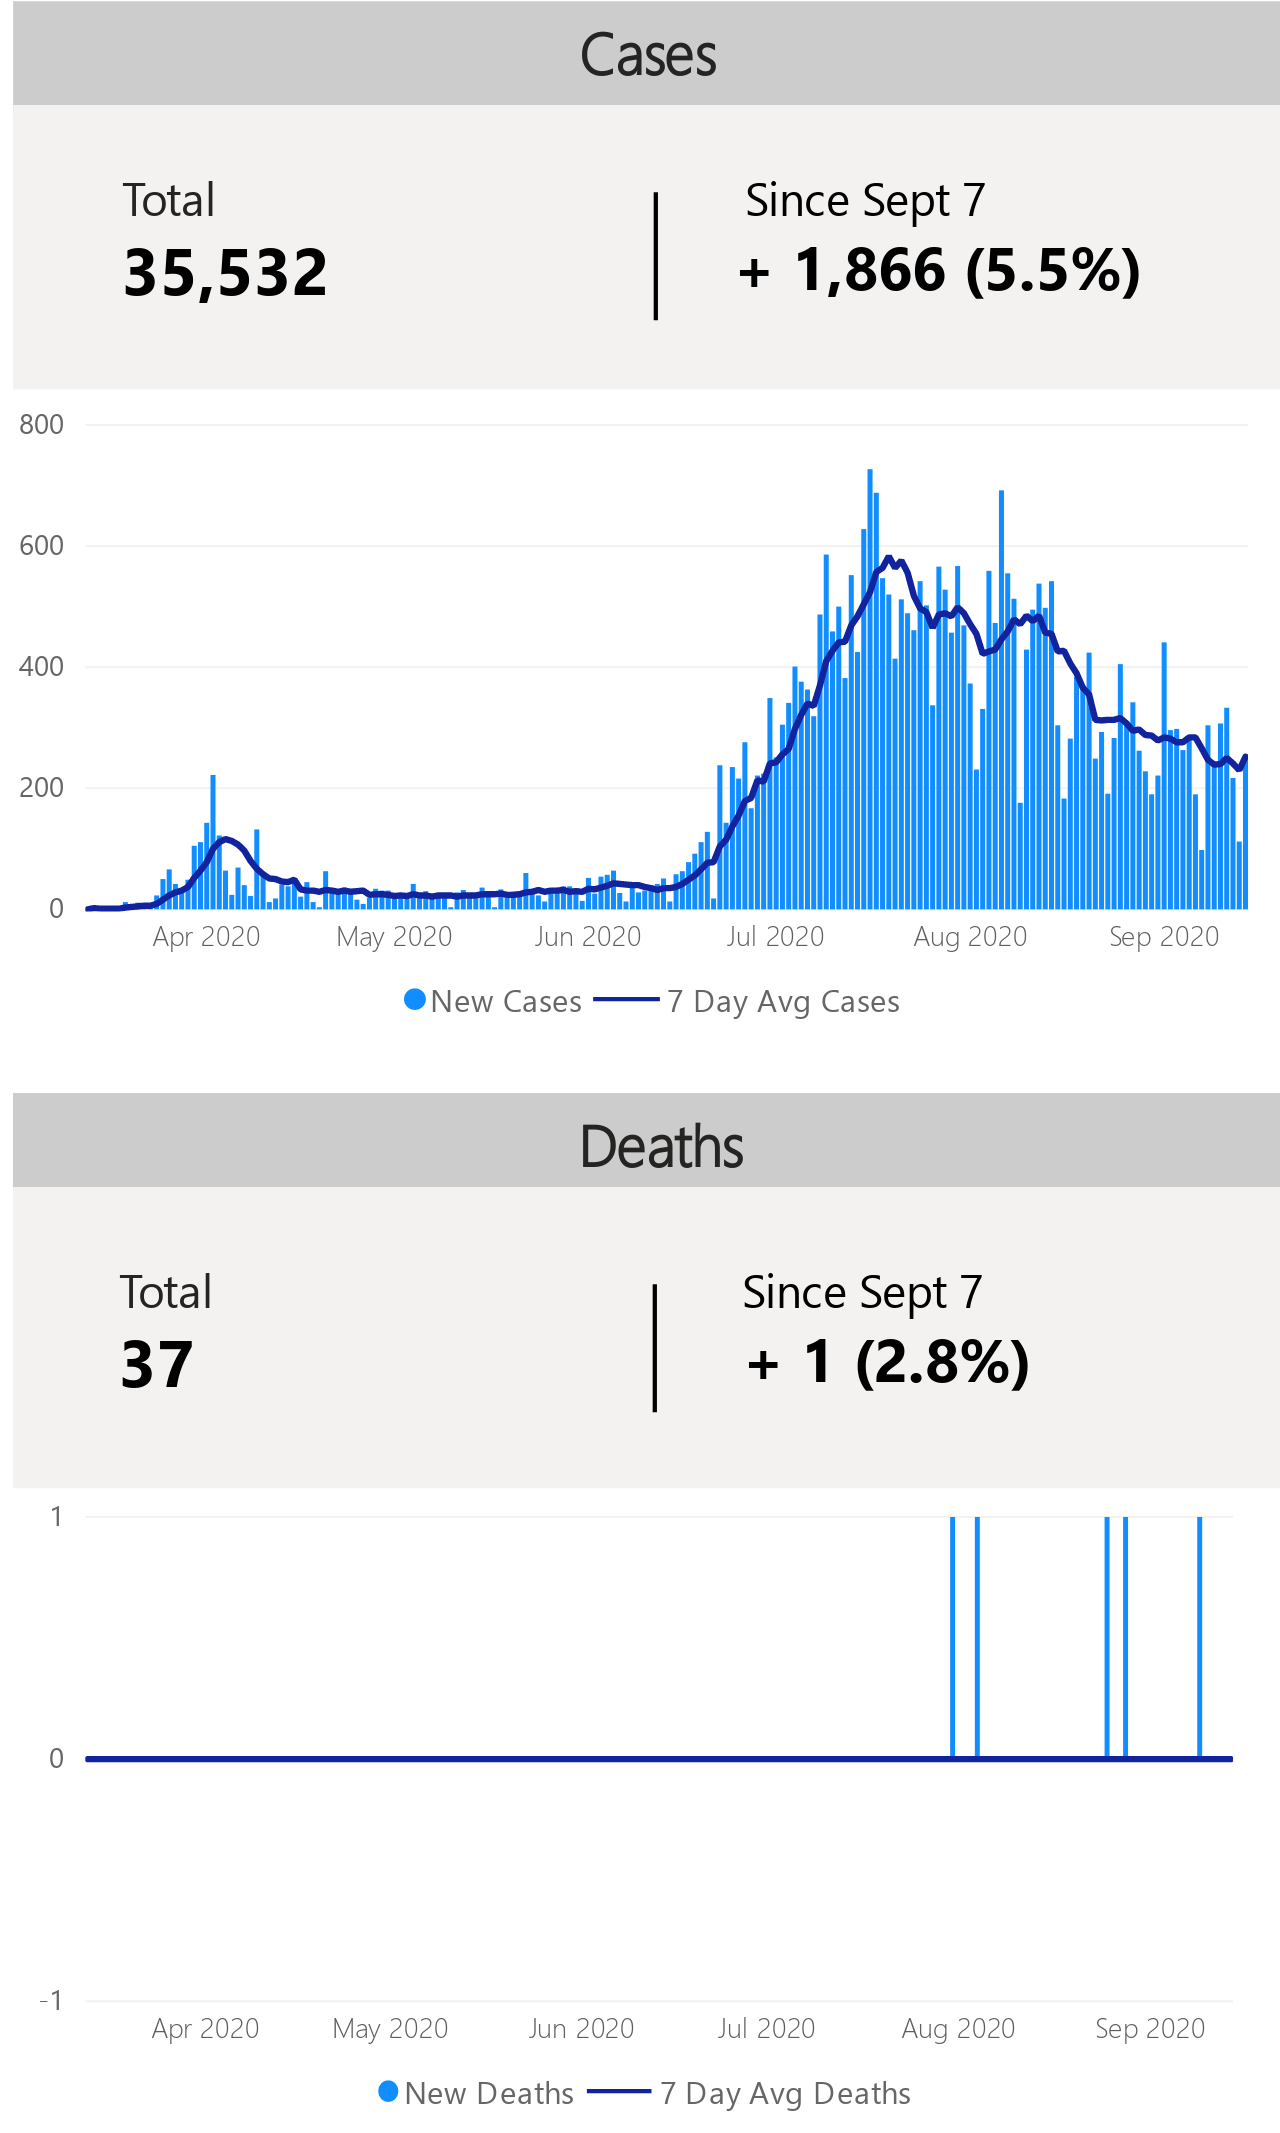 Cases
Total
Since Sept 7
35,532
+ 1,866 (5.5%)
800
600
400
200
0
Apr 2020 May 2020 Jun 2020 Jul 2020 Aug 2020 Sep 2020
New Cases 7 Day Avg Cases
Deaths
Total
Since Sept 7
37
+ 1 (2.8%)
1
0
-1
Apr 2020 May 2020 Jun 2020 Jul 2020 Aug 2020 Sep 2020
New Deaths 7 Day Avg Deaths